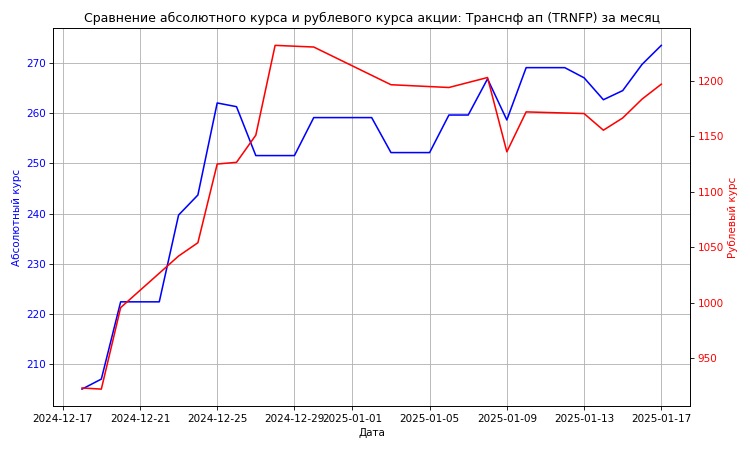 Сравнение абсолютного курса и рублевого курса акции: Транснф ап (TRNFP) за месяц
270
260
250
240
230
220
210
Абсолютный курс
1200
1150
1100
1050
1000
950
Рублевый курс
2024-12-17 2024-12-21 2024-12-25 2024-12-29 2025-01-01 2025-01-05 2025-01-09 2025-01-13 2025-01-17
Дата